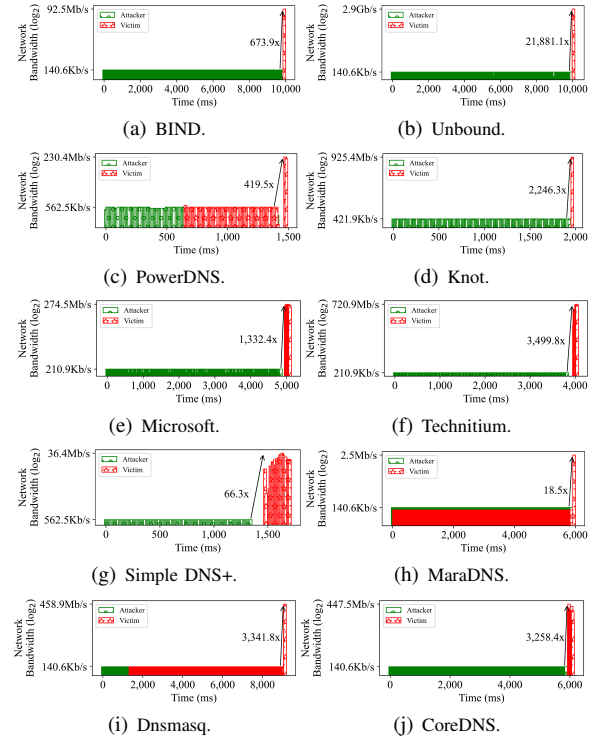 92.5Mb/s
Attacker
Victim
673.9x
140.6Kb/s
Network
Bandwidth (log2)
0 2,000 4,000 6,000 8,000 10,000
Time (ms)
(a) BIND.
2.9Gb/s
Attacker
Victim
21,881.1x
140.6Kb/s
Network
Bandwidth (log2)
0 2,000 4,000 6,000 8,000 10,000
Time (ms)
(b) Unbound.
230.4Mb/s
Attacker
Victim
419.5x
562.5Kb/s
Network
Bandwidth (log2)
0 500 1,000 1,500
Time (ms)
(c) PowerDNS.
925.4Mb/s
Attacker
Victim
2,246.3x
421.9Kb/s
Network
Bandwidth (log2)
0 500 1,000 1,500 2,000
Time (ms)
(d) Knot.
274.5Mb/s
Attacker
Victim
1,332.4x
210.9Kb/s
Network
Bandwidth (log2)
0 1,000 2,000 3,000 4,000 5,000
Time (ms)
(e) Microsoft.
720.9Mb/s
Attacker
Victim
3,499.8x
210.9Kb/s
Network
Bandwidth (log2)
0 1,000 2,000 3,000 4,000
Time (ms)
(f) Technitium.
36.4Mb/s
Attacker
Victim
66.3x
562.5Kb/s
Network
Bandwidth (log2)
0 500 1,000 1,500
Time (ms)
(g) Simple DNS+.
2.5Mb/s
Attacker
Victim
18.5x
140.6Kb/s
Network
Bandwidth (log2)
0 2,000 4,000 6,000
Time (ms)
(h) MaraDNS.
458.9Mb/s
Attacker
Victim
3,341.8x
140.6Kb/s
Network
Bandwidth (log2)
0 2,000 4,000 6,000 8,000
Time (ms)
(i) Dnsmasq.
447.5Mb/s
Attacker
Victim
3,258.4x
140.6Kb/s
Network
Bandwidth (log2)
0 2,000 4,000 6,000
Time (ms)
(j) CoreDNS.